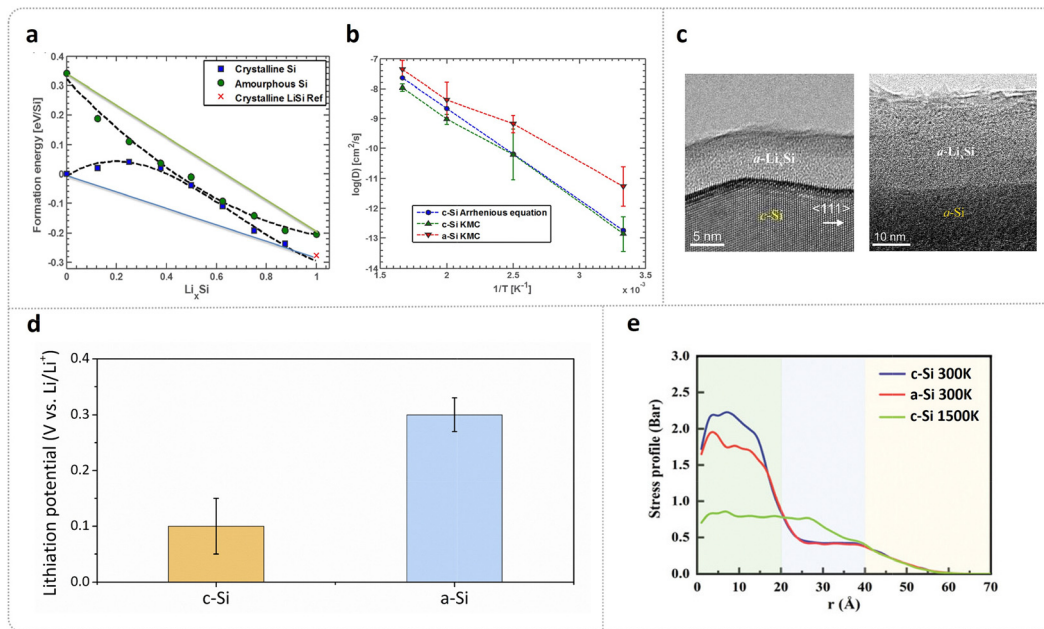 a
Formation energy [eV/Si]
0.4
0.3
0.2
0.1
0
-0.1
-0.2
-0.3
0
0.2
0.4
0.6
0.8
1
Li_xSi
Crystalline Si
Amourphous Si
Crystalline LiSi Ref
b
log(D) [cm²/s]
-7
-8
-9
-10
-11
-12
-13
-14
1.5
2
2.5
3
3.5
x 10⁻³
1/T [K⁻¹]
c-Si Arrhenious equation
c-Si KMC
a-Si KMC
c
a-Li_xSi
c-Si
<111>
5 nm
a-Li_xSi
a-Si
10 nm
d
Lithiation potential (V vs. Li/Li⁺)
0.4
0.3
0.2
0.1
0.0
c-Si
a-Si
e
Stress profile (Bar)
3.0
2.5
2.0
1.5
1.0
0.5
0.0
0
10
20
30
40
50
60
70
r (Å)
c-Si 300K
a-Si 300K
c-Si 1500K